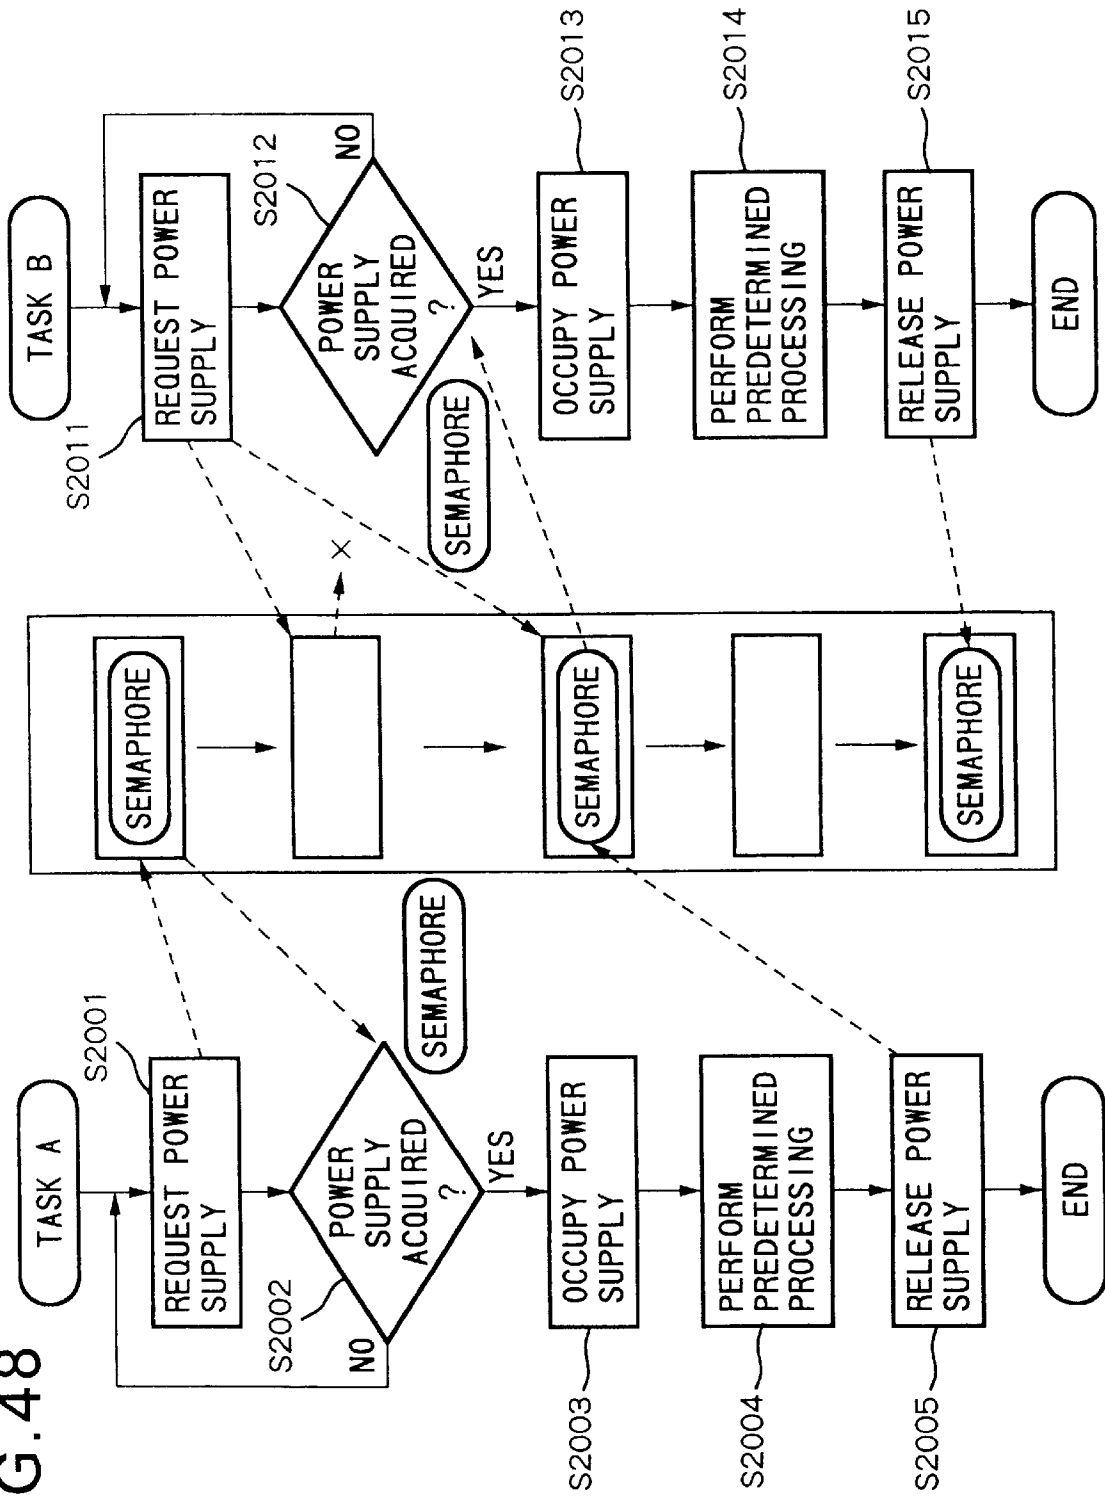 G.48
TASK A
S2001
REQUEST POWER
SUPPLY
S2002
POWER
SUPPLY
ACQUIRED
?
NO
YES
S2003
OCCUPY POWER
SUPPLY
S2004
PERFORM
PREDETERMINED
PROCESSING
S2005
RELEASE POWER
SUPPLY
END
SEMAPHORE
SEMAPHORE
SEMAPHORE
SEMAPHORE
SEMAPHORE
×
TASK B
S2011
REQUEST POWER
SUPPLY
S2012
POWER
SUPPLY
ACQUIRED
?
NO
YES
S2013
OCCUPY POWER
SUPPLY
S2014
PERFORM
PREDETERMINED
PROCESSING
S2015
RELEASE POWER
SUPPLY
END